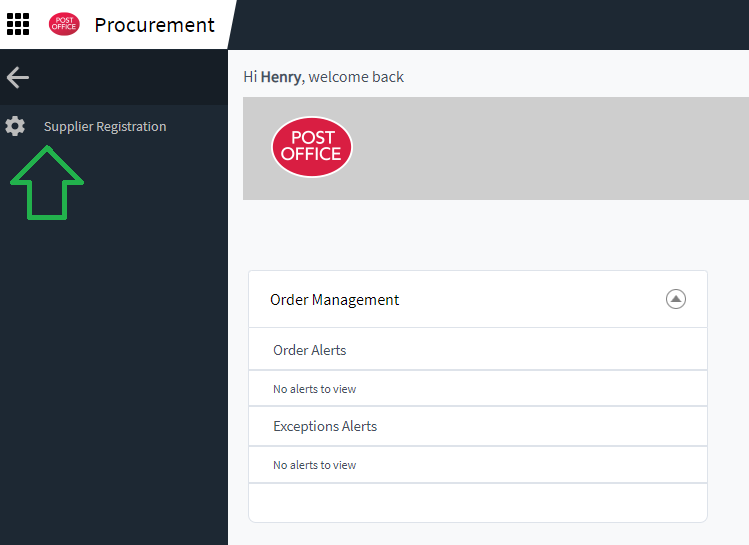 POST
OFFICE
Procurement
Hi Henry, welcome back
Supplier Registration
POST
OFFICE
Order Management
Order Alerts
No alerts to view
Exceptions Alerts
No alerts to view